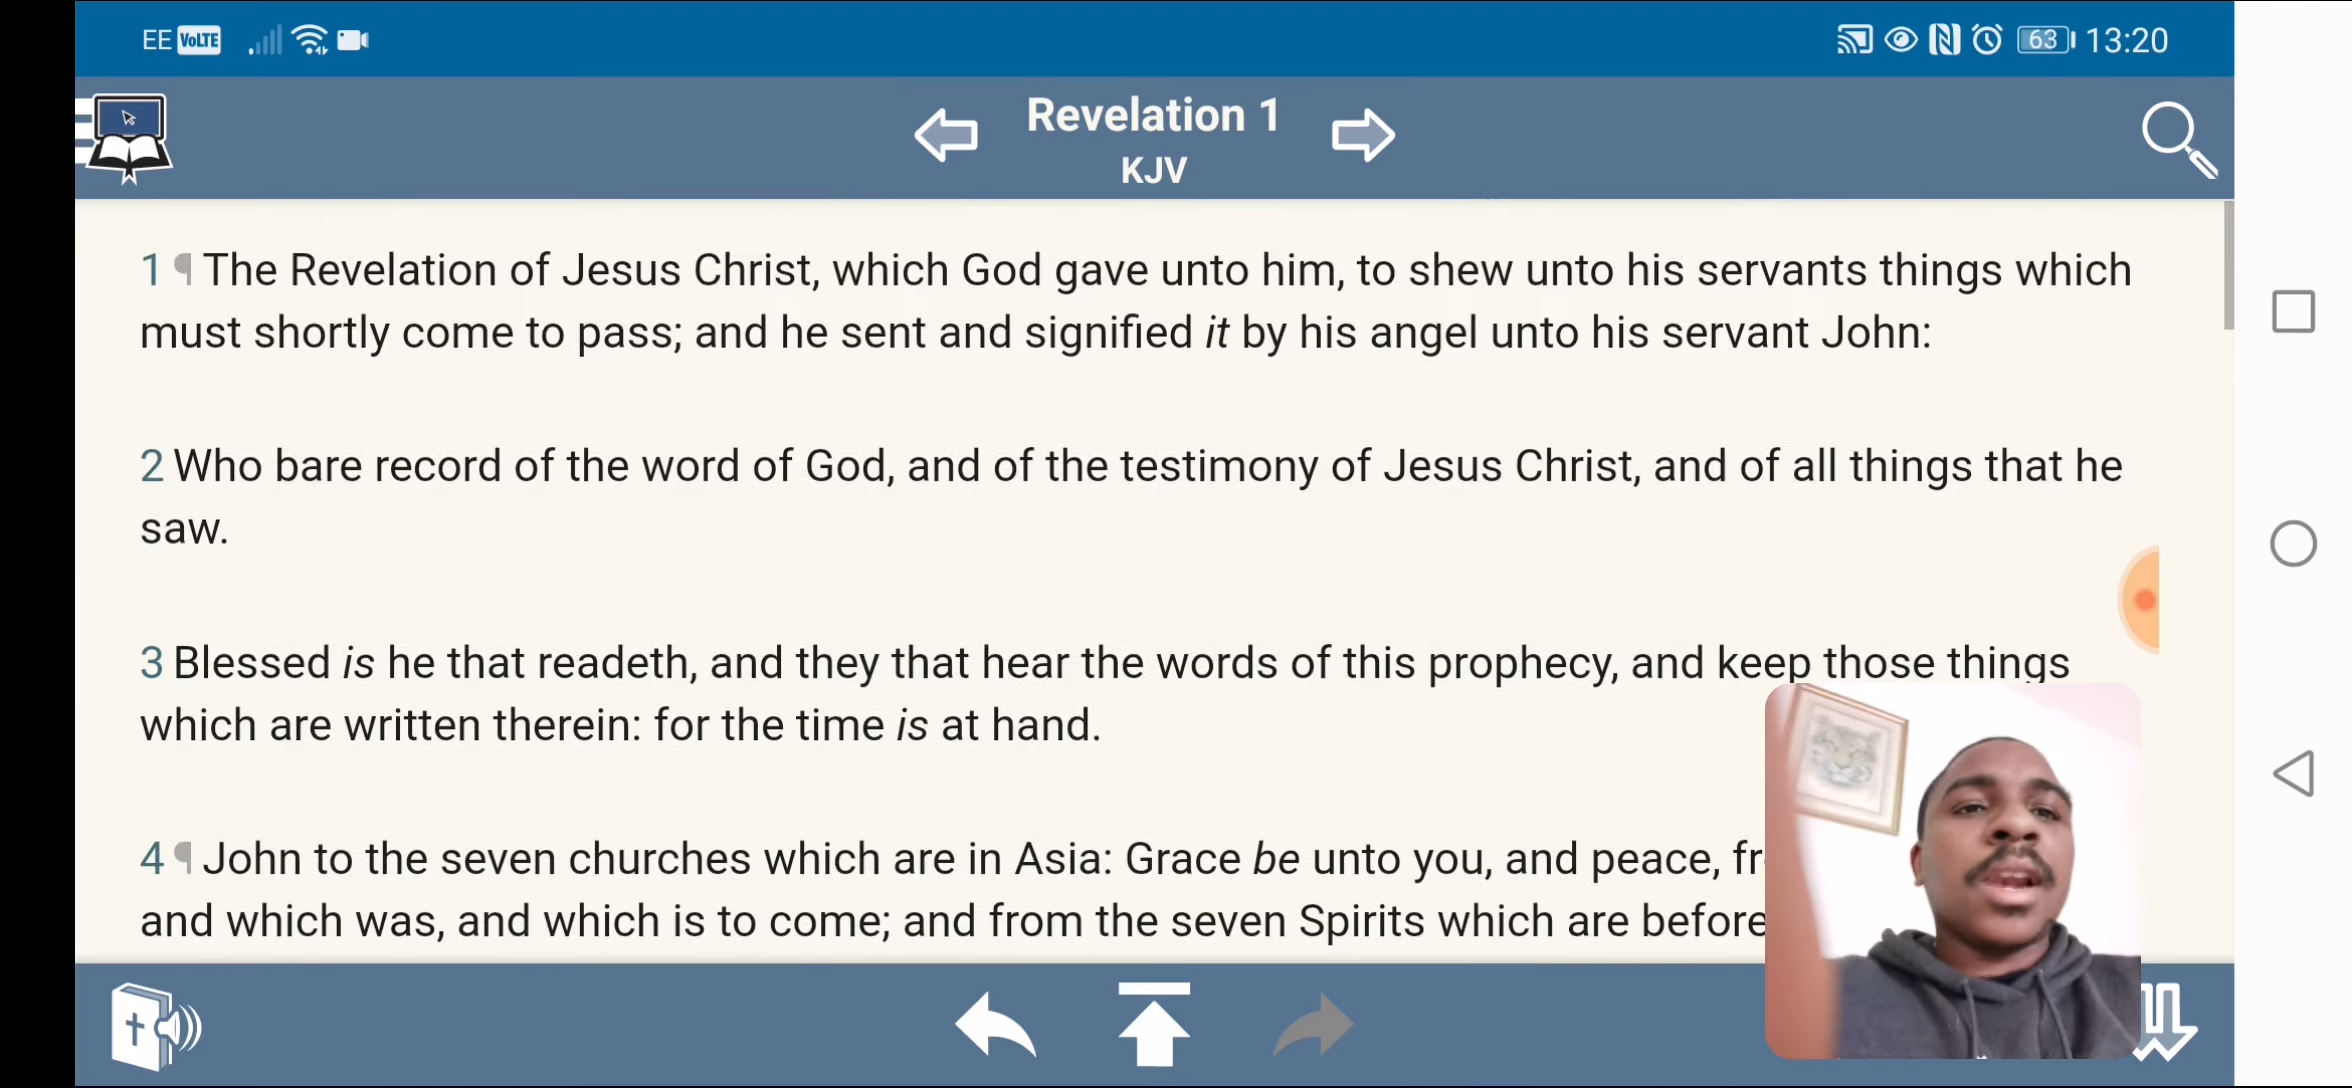 EE VoLTE 63 13:20
Revelation 1
KJV
1 ¶ The Revelation of Jesus Christ, which God gave unto him, to shew unto his servants things which
must shortly come to pass; and he sent and signified it by his angel unto his servant John:
2 Who bare record of the word of God, and of the testimony of Jesus Christ, and of all things that he
saw.
3 Blessed is he that readeth, and they that hear the words of this prophecy, and keep those things
which are written therein: for the time is at hand.
4 ¶ John to the seven churches which are in Asia: Grace be unto you, and peace, fr
and which was, and which is to come; and from the seven Spirits which are before